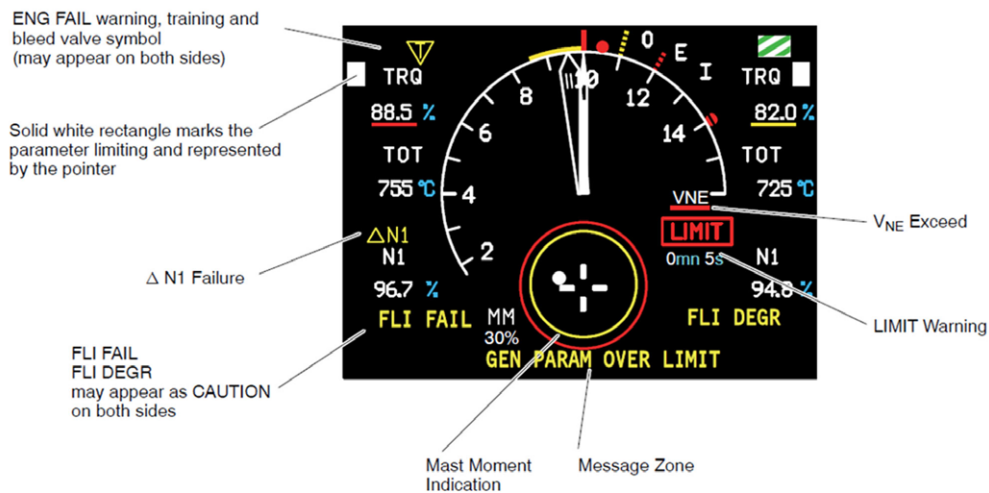 ENG FAIL warning, training and
bleed valve symbol
(may appear on both sides)
Solid white rectangle marks the
parameter limiting and represented
by the pointer
Δ N1 Failure
FLI FAIL
FLI DEGR
may appear as CAUTION
on both sides
T
TRQ
88.5 %
TOT
755 °C
ΔN1
N1
96.7 %
FLI FAIL
MM
30%
2
4
6
8
10
12
14
O
E
I
TRQ
82.0 %
TOT
725 °C
VNE
LIMIT
0mn 5s
N1
94.8 %
FLI DEGR
GEN PARAM OVER LIMIT
VNE Exceed
LIMIT Warning
Mast Moment
Indication
Message Zone